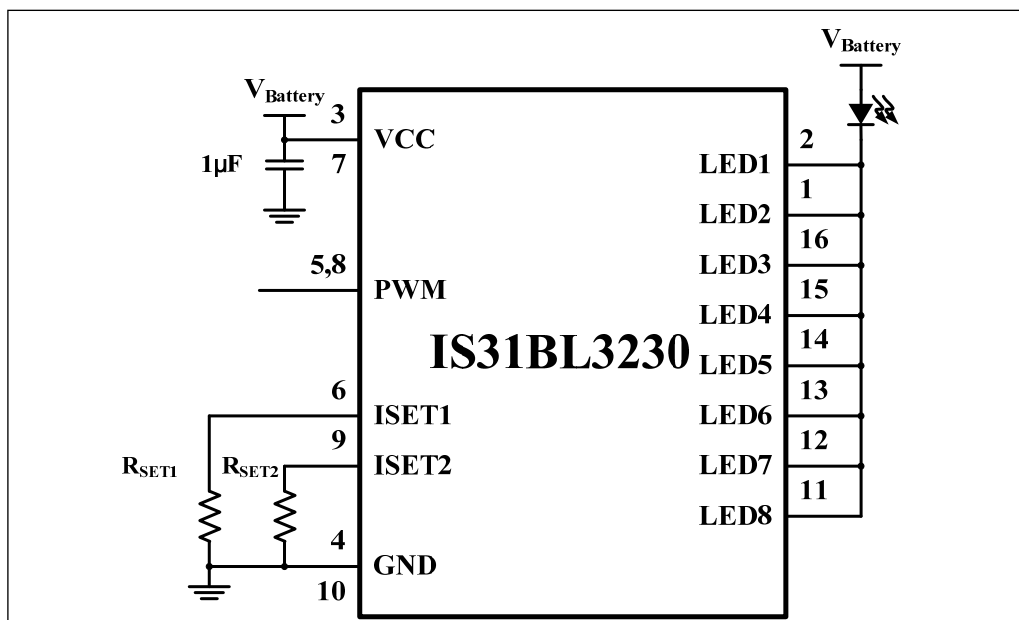 V_Battery
V_Battery
3
VCC
7
1µF
2
LED1
1
LED2
16
LED3
5,8
PWM
15
LED4
14
LED5
IS31BL3230
13
LED6
6
ISET1
12
LED7
9
ISET2
11
LED8
R_SET1
R_SET2
4
GND
10